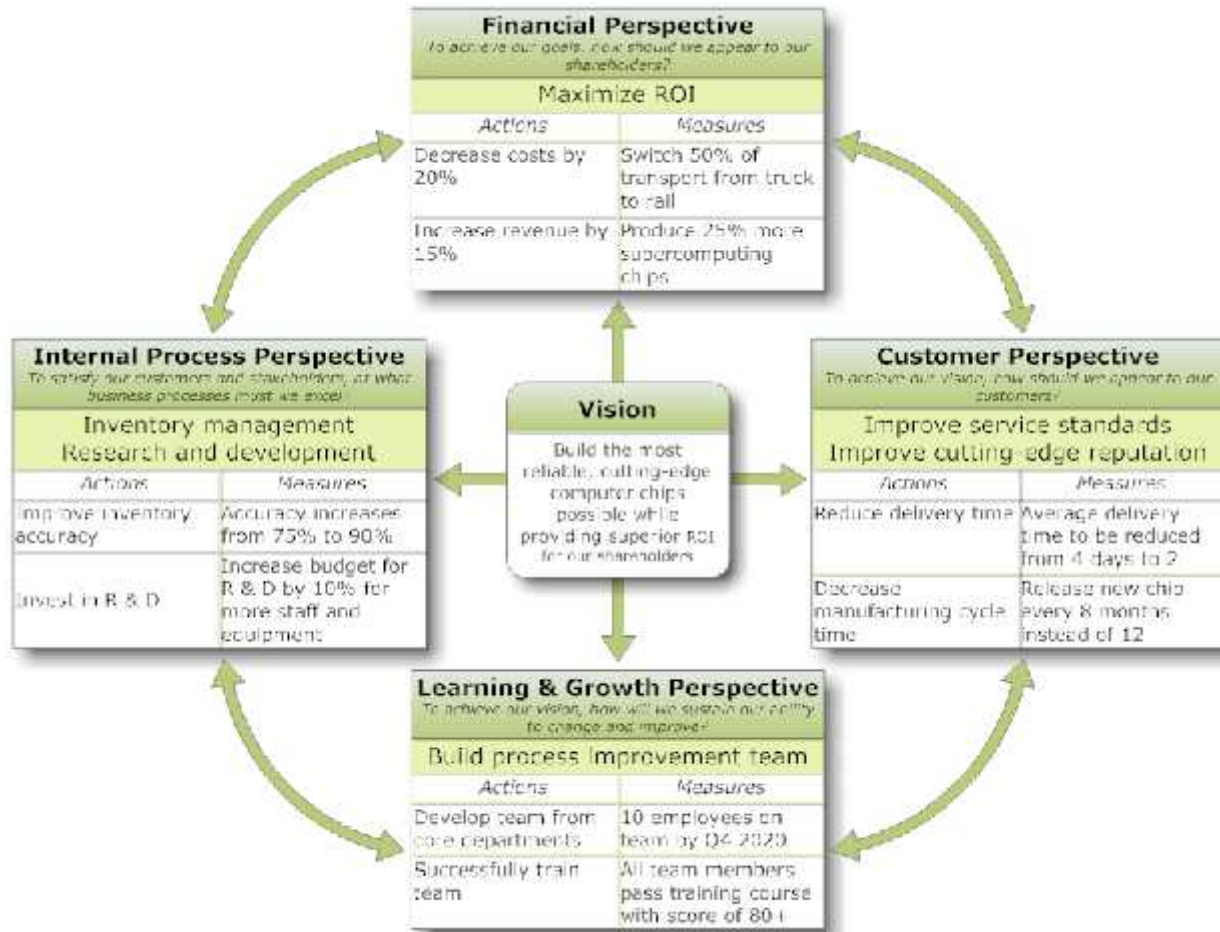 Financial Perspective
To achieve our goals, how should we appear to our
shareholders?
Maximize ROI
Actions Measures
Decrease costs by
20%
Switch 50% of
transport from truck
to rail
Increase revenue by
15%
Produce 25% more
supercomputing
chips
Internal Process Perspective
To satisfy our customers and stakeholders, at what
business processes must we excel?
Inventory management
Research and development
Actions Measures
Improve inventory
accuracy
Accuracy increases
from 75% to 90%
Invest in R & D
Increase budget for
R & D by 10% for
more staff and
equipment
Vision
Build the most
reliable, cutting-edge
computer chips
possible while
providing superior ROI
for our shareholders
Customer Perspective
To achieve our vision, how should we appear to our
customers?
Improve service standards
Improve cutting-edge reputation
Actions Measures
Reduce delivery time
Average delivery
time to be reduced
from 4 days to 2
Decrease
manufacturing cycle
time
Release new chip
every 8 months
instead of 12
Learning & Growth Perspective
To achieve our vision, how will we sustain our ability
to change and improve?
Build process improvement team
Actions Measures
Develop team from
core departments
10 employees on
team by Q4 2020
Successfully train
team
All team members
pass training course
with score of 80+